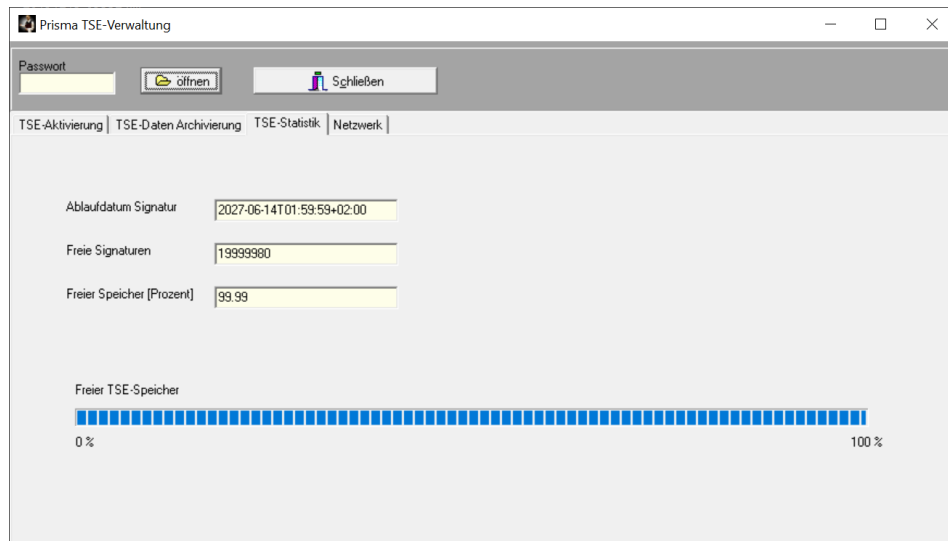 Prisma TSE-Verwaltung
Passwort
öffnen
Schließen
TSE-Aktivierung TSE-Daten Archivierung TSE-Statistik Netzwerk
Ablaufdatum Signatur 2027-06-14T01:59:59+02:00
Freie Signaturen 19999980
Freier Speicher [Prozent] 99.99
Freier TSE-Speicher
0 % 100 %